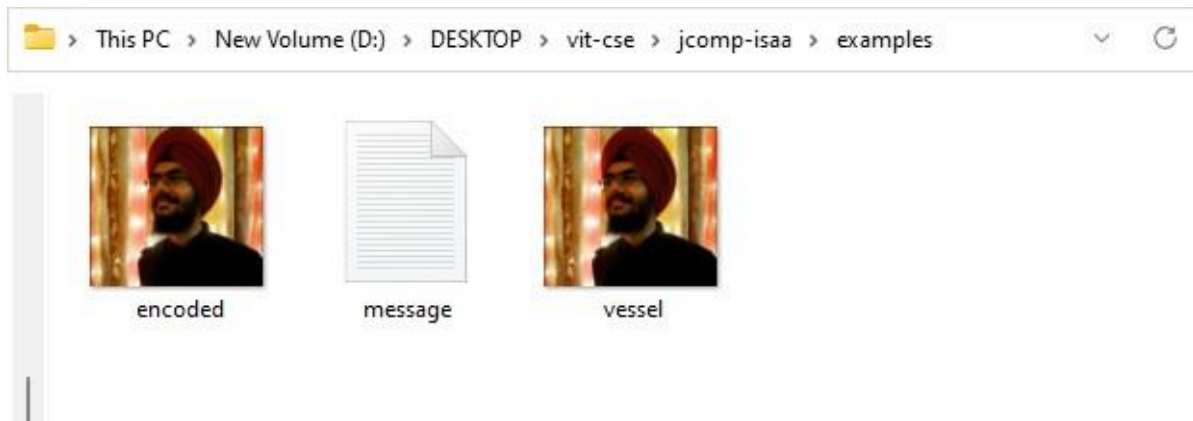 This PC > New Volume (D:) > DESKTOP > vit-cse > jcomp-isaa > examples
encoded message vessel